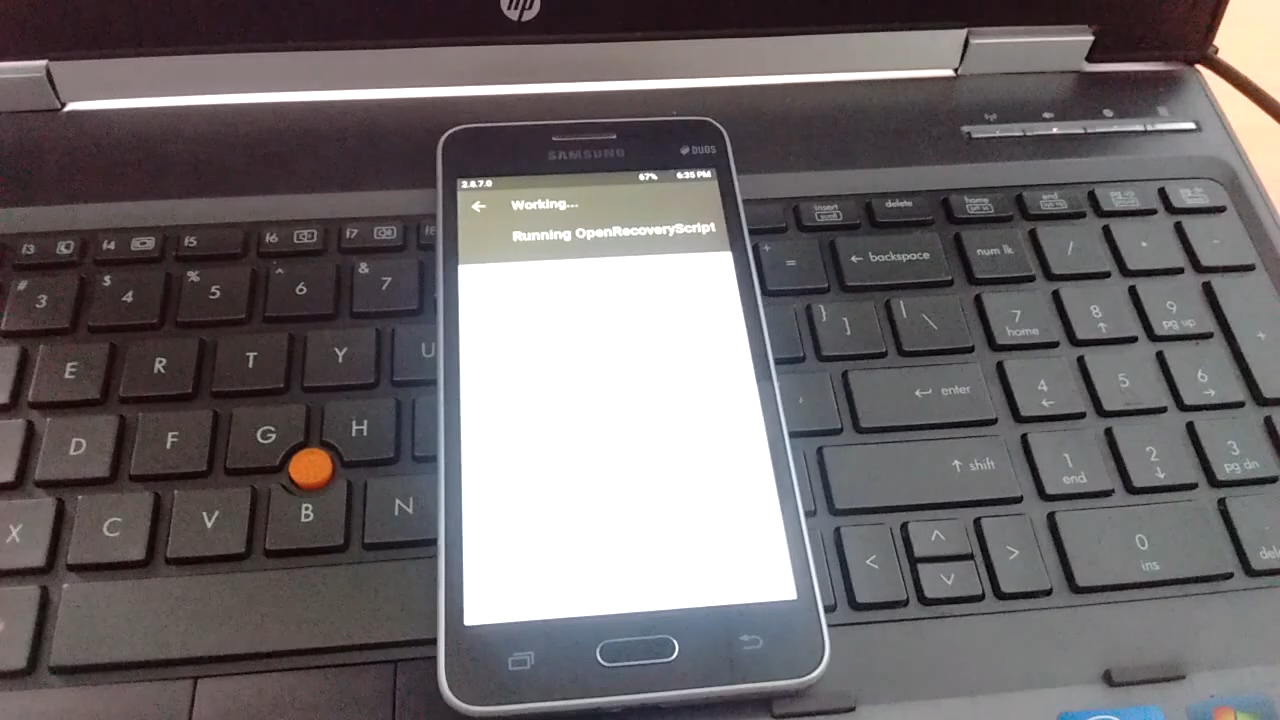 hp
SAMSUNG
DUOS
2.8.7.0 67% 6:35 PM
Working...
Running OpenRecoveryScript
f3 f4 f5 f6 f7 f8
insert
delete
home
end
# 3
$ 4
% 5
^ 6
& 7
+ =
← backspace
num lk
/
*
-
E R T Y U
} ]
| \
7 home
8 ↑
9 pg up
+
D F G H
'
↵ enter
4 ←
5
6 →
X C V B N
↑ shift
1 end
2 ↓
3 pg dn
<
^
v
>
0 ins
.